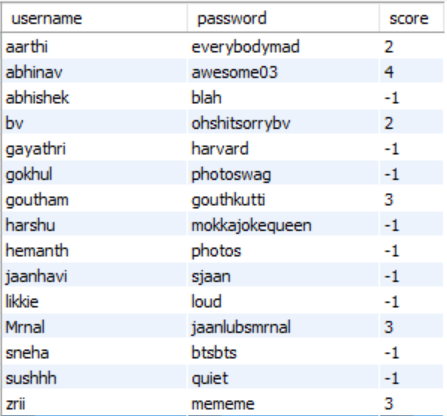 username password score
aarthi everybodymad 2
abhinav awesome03 4
abhishek blah -1
bv ohshitsorrybv 2
gayathri harvard -1
gokhul photoswag -1
goutham gouthkutti 3
harshu mokkajokequeen -1
hemanth photos -1
jaanhavi sjaan -1
likkie loud -1
Mrnal jaanlubsmrnal 3
sneha btsbts -1
sushhh quiet -1
zrii mememe 3